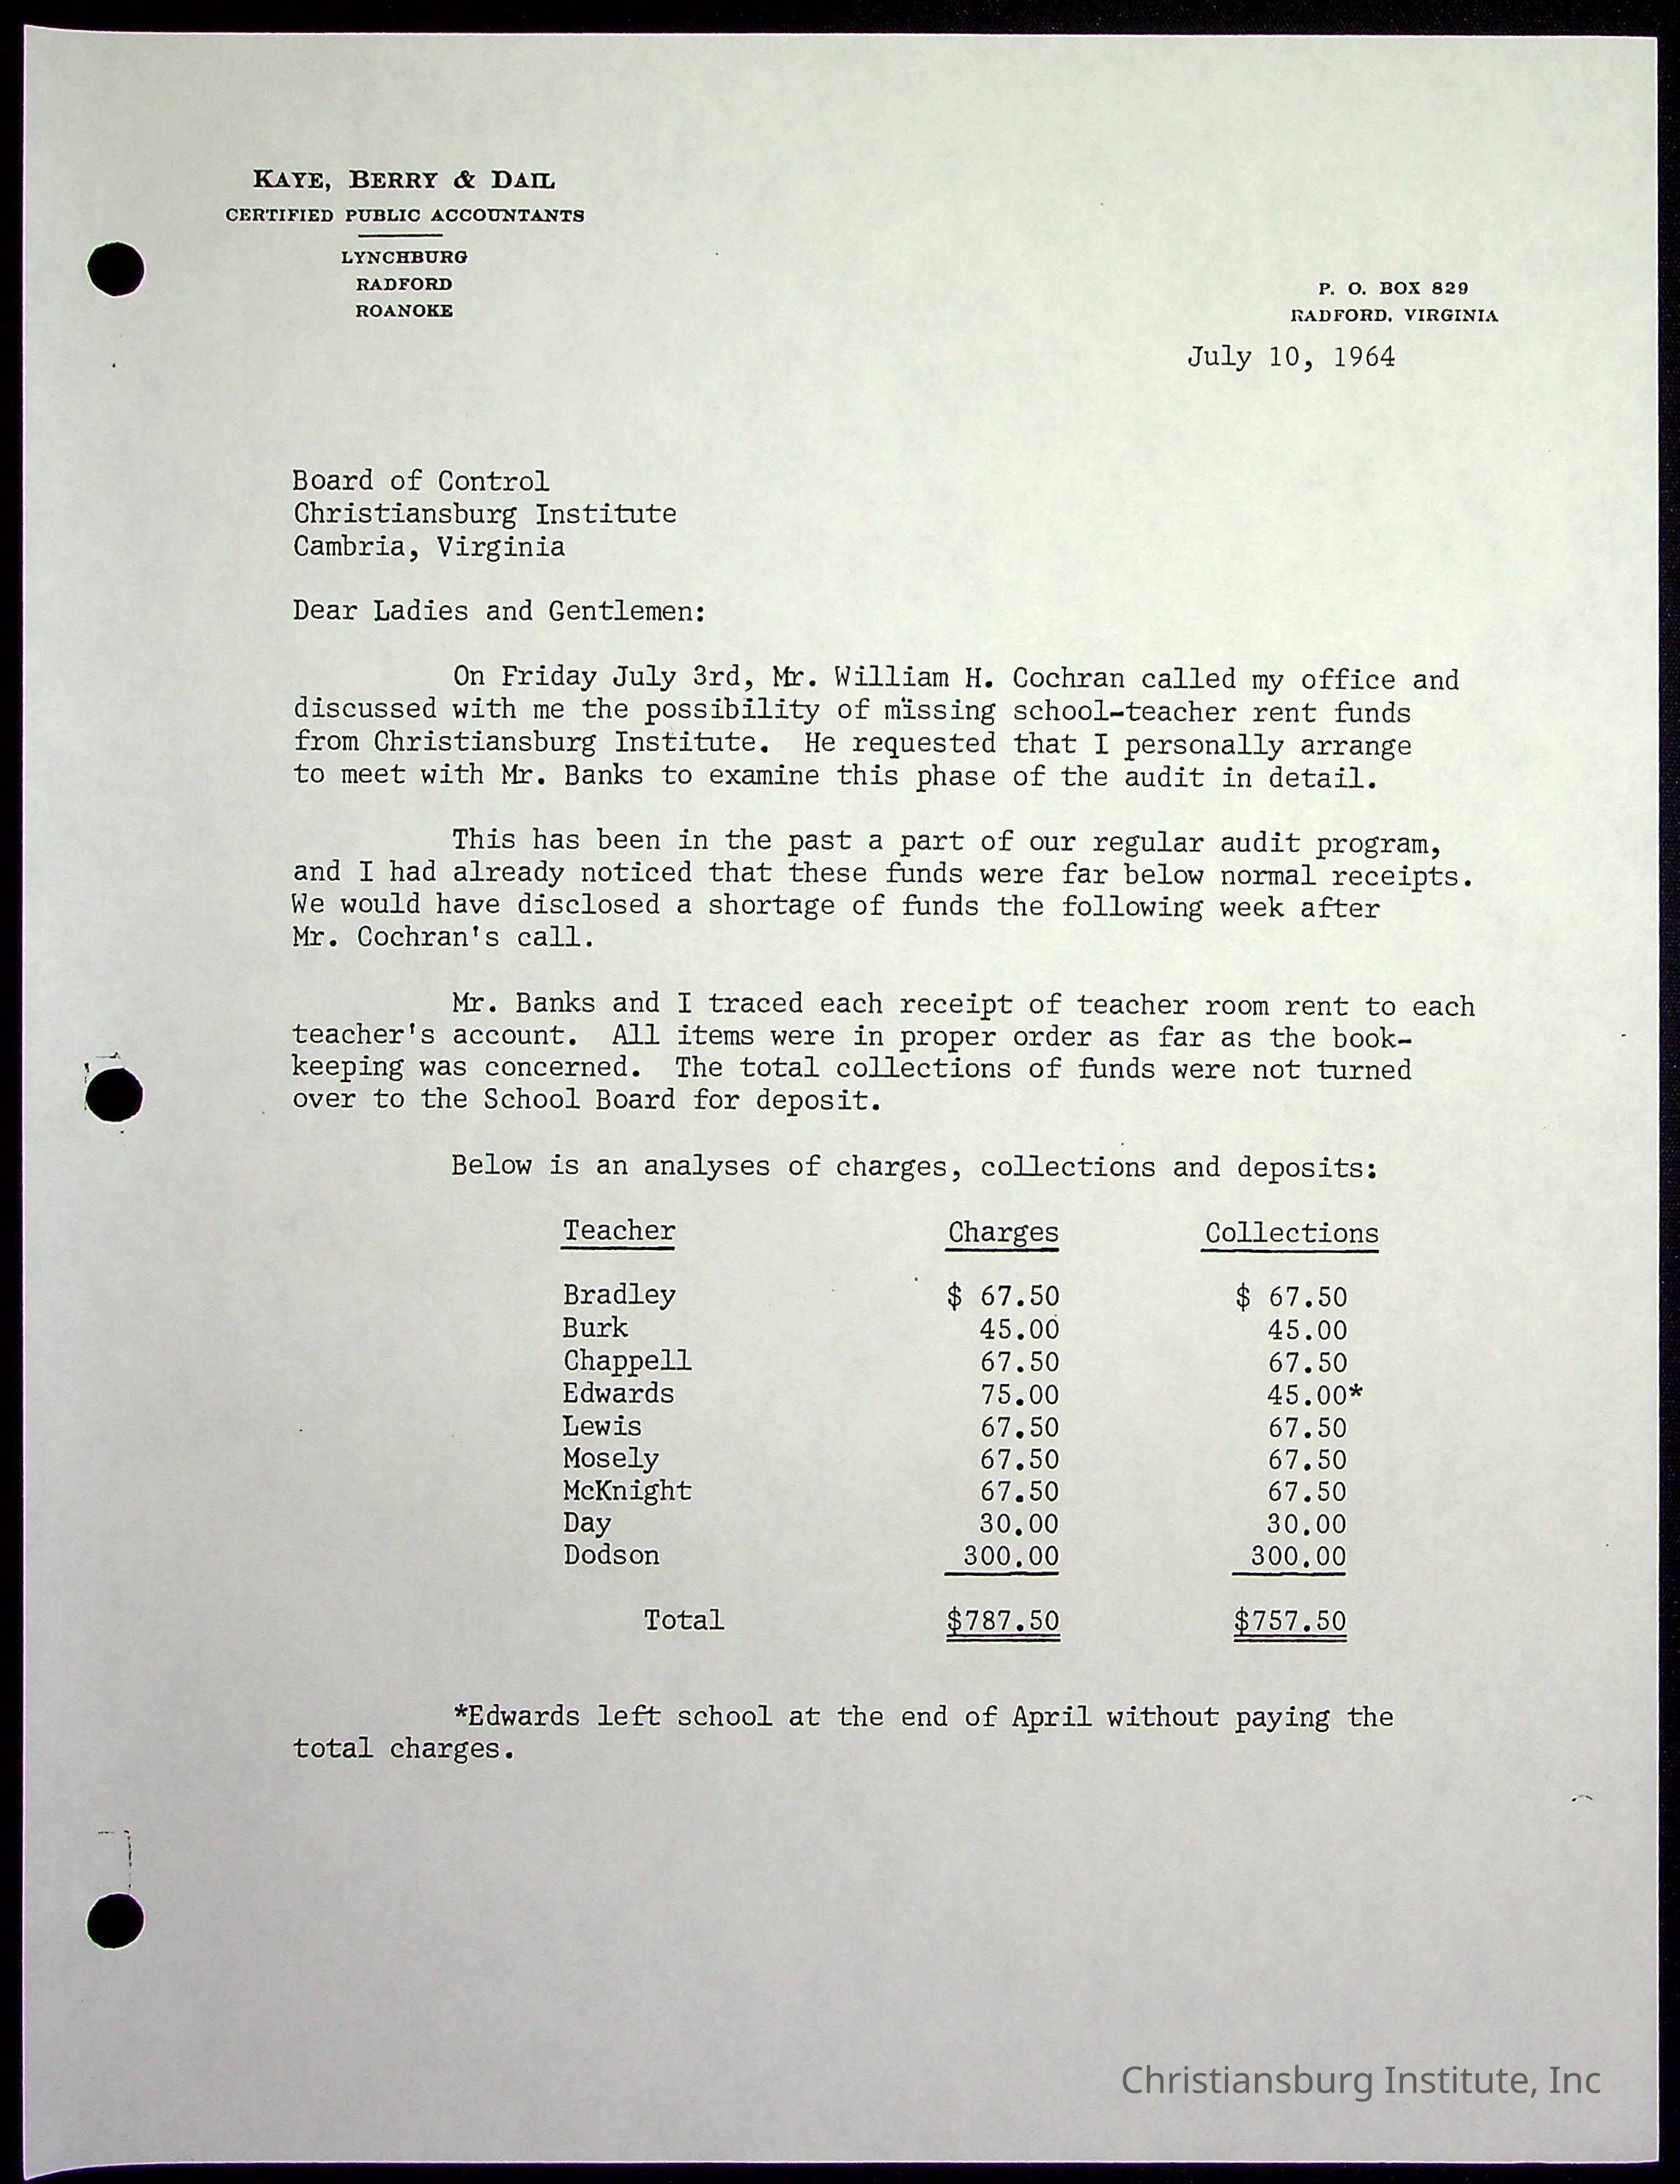 KAYE, BERRY & DAIL
CERTIFIED PUBLIC ACCOUNTANTS
LYNCHBURG
RADFORD
ROANOKE
P. O. BOX 829
RADFORD, VIRGINIA
July 10, 1964
Board of Control
Christiansburg Institute
Cambria, Virginia
Dear Ladies and Gentlemen:
On Friday July 3rd, Mr. William H. Cochran called my office and
discussed with me the possibility of missing school-teacher rent funds
from Christiansburg Institute. He requested that I personally arrange
to meet with Mr. Banks to examine this phase of the audit in detail.
This has been in the past a part of our regular audit program,
and I had already noticed that these funds were far below normal receipts.
We would have disclosed a shortage of funds the following week after
Mr. Cochran's call.
Mr. Banks and I traced each receipt of teacher room rent to each
teacher's account. All items were in proper order as far as the book-
keeping was concerned. The total collections of funds were not turned
over to the School Board for deposit.
Below is an analyses of charges, collections and deposits:
Teacher Charges Collections
Bradley $ 67.50 $ 67.50
Burk 45.00 45.00
Chappell 67.50 67.50
Edwards 75.00 45.00*
Lewis 67.50 67.50
Mosely 67.50 67.50
McKnight 67.50 67.50
Day 30.00 30.00
Dodson 300.00 300.00
Total $787.50 $757.50
*Edwards left school at the end of April without paying the
total charges.
Christiansburg Institute, Inc